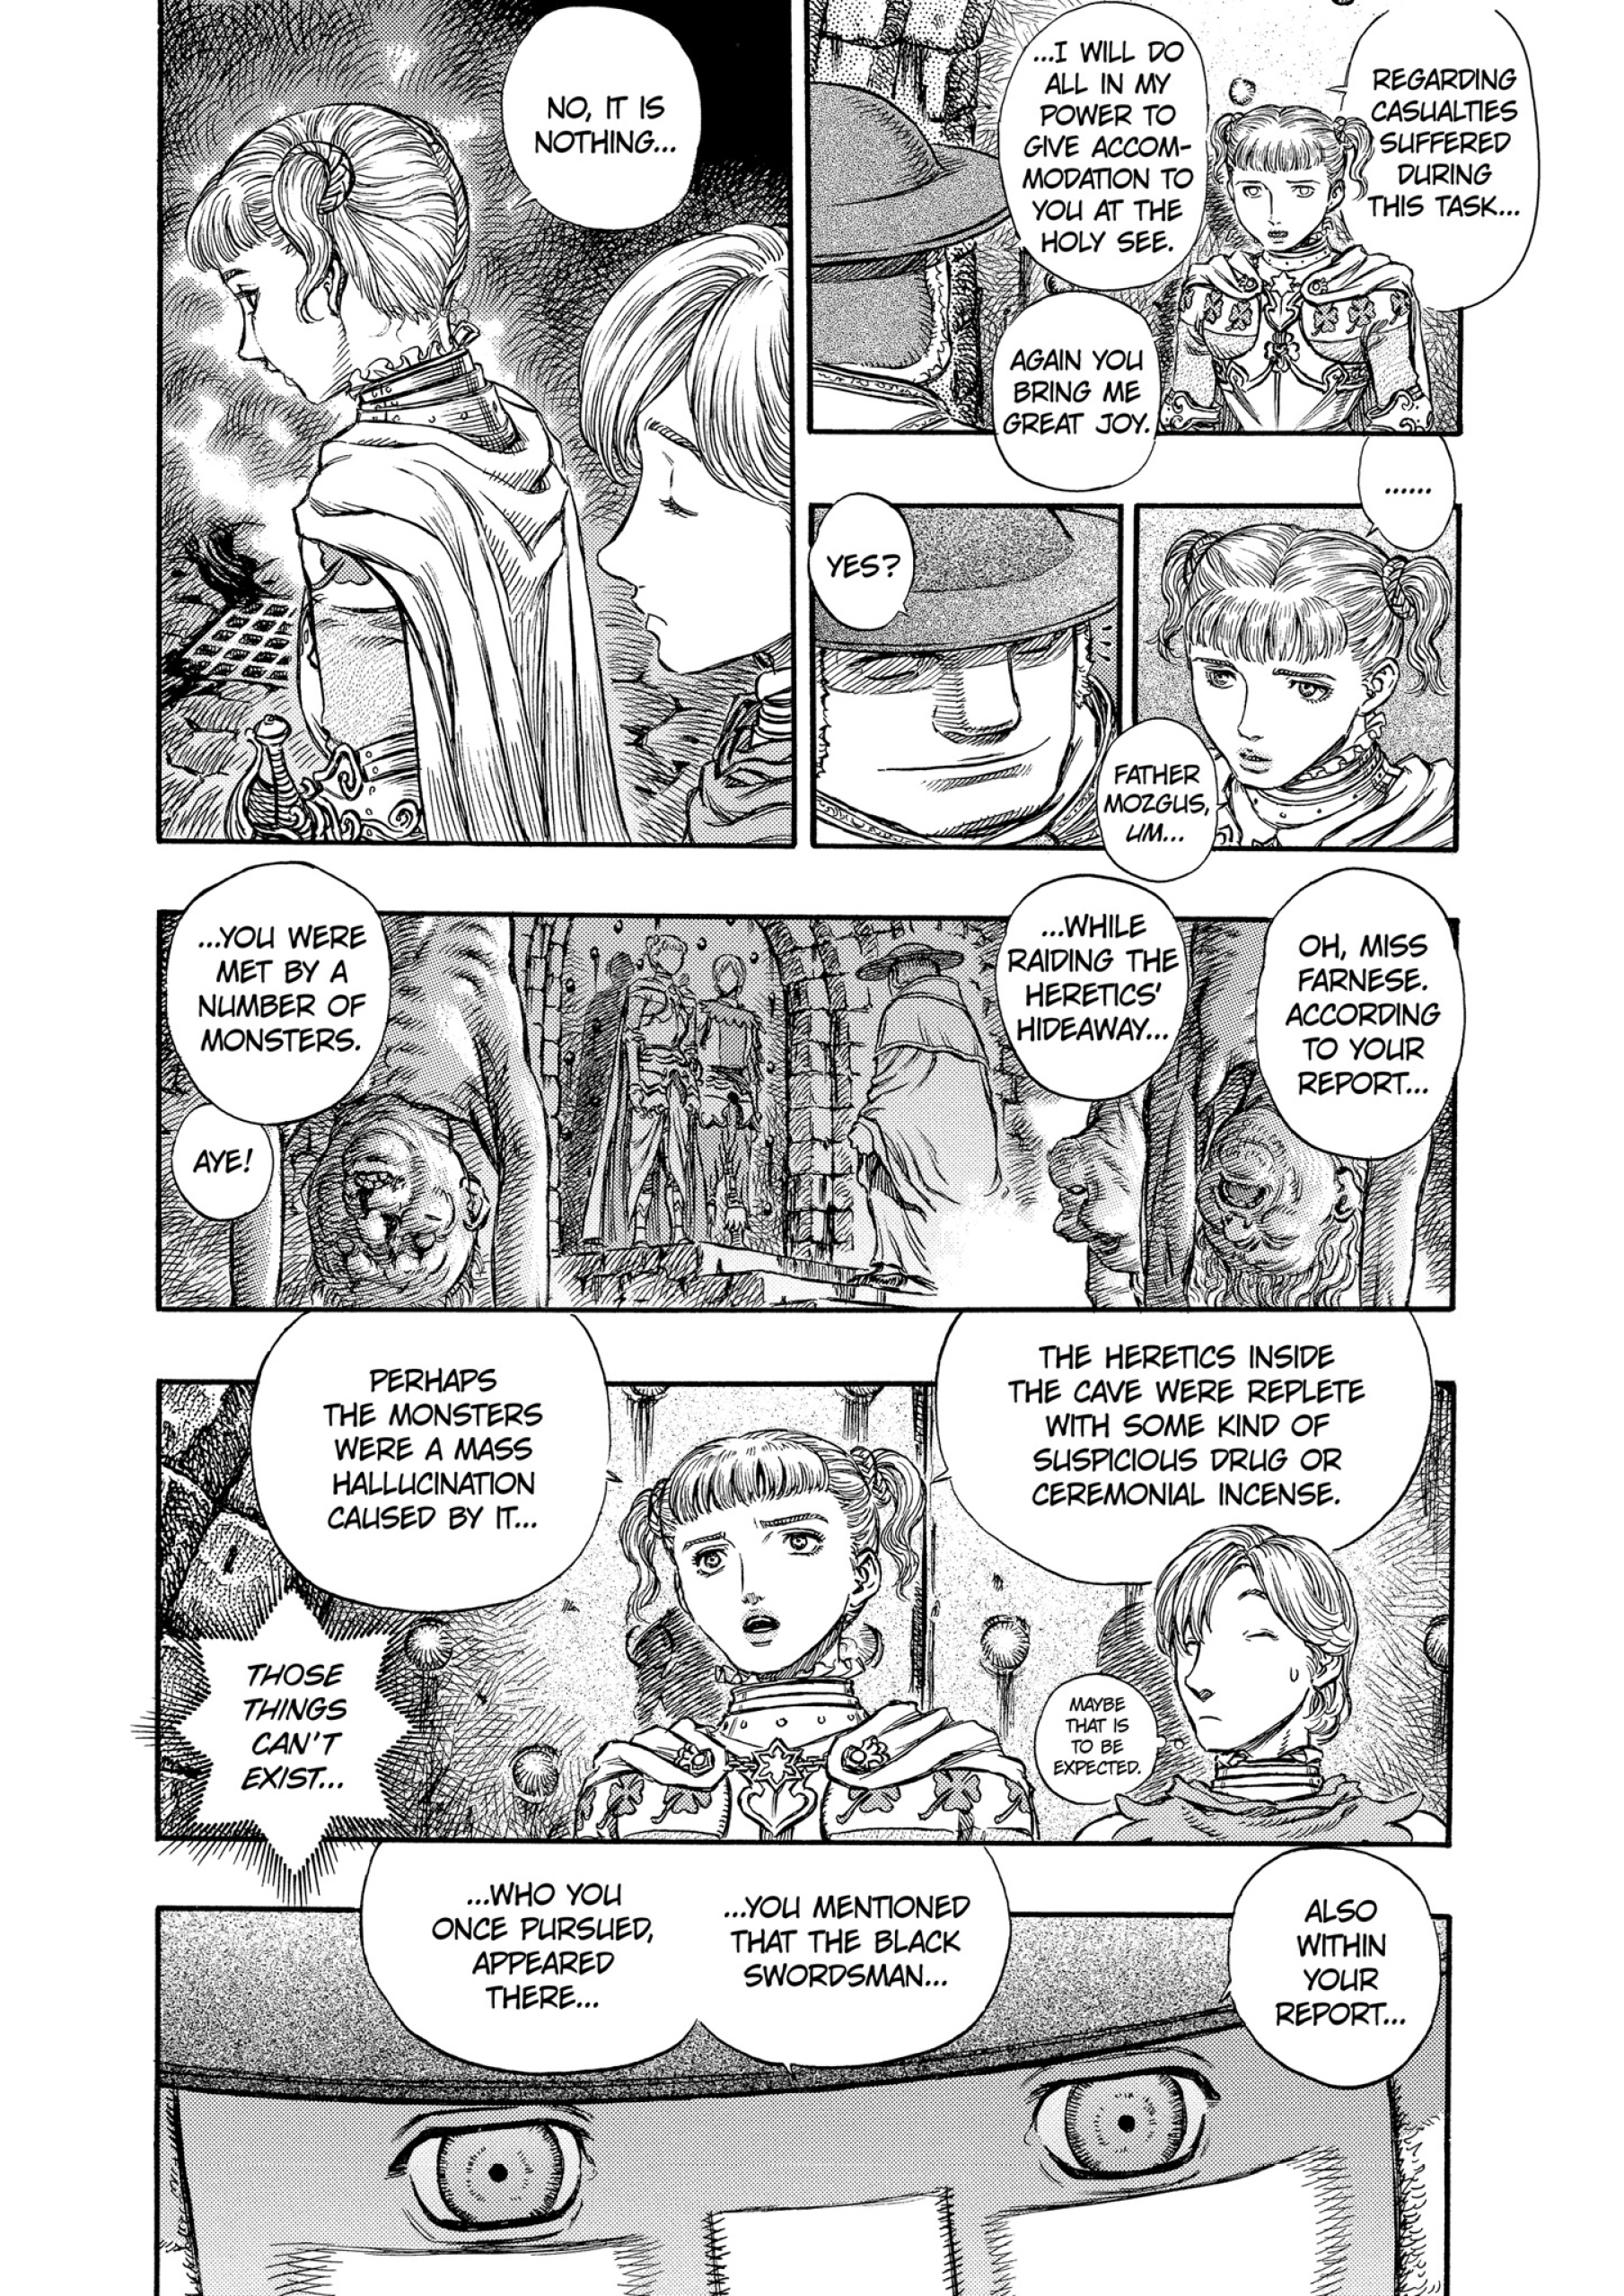 REGARDING
CASUALTIES
SUFFERED
DURING
THIS TASK...
...I WILL DO
ALL IN MY
POWER TO
GIVE ACCOM-
MODATION TO
YOU AT THE
HOLY SEE.
AGAIN YOU
BRING ME
GREAT JOY.
......
FATHER
MOZGUS,
UM...
YES?
NO, IT IS
NOTHING...
OH, MISS
FARNESE.
ACCORDING
TO YOUR
REPORT...
...WHILE
RAIDING THE
HERETICS'
HIDEAWAY...
...YOU WERE
MET BY A
NUMBER OF
MONSTERS.
AYE!
THE HERETICS INSIDE
THE CAVE WERE REPLETE
WITH SOME KIND OF
SUSPICIOUS DRUG OR
CEREMONIAL INCENSE.
MAYBE
THAT IS
TO BE
EXPECTED.
PERHAPS
THE MONSTERS
WERE A MASS
HALLUCINATION
CAUSED BY IT...
THOSE
THINGS
CAN'T
EXIST...
ALSO
WITHIN
YOUR
REPORT...
...YOU MENTIONED
THAT THE BLACK
SWORDSMAN...
...WHO YOU
ONCE PURSUED,
APPEARED
THERE...